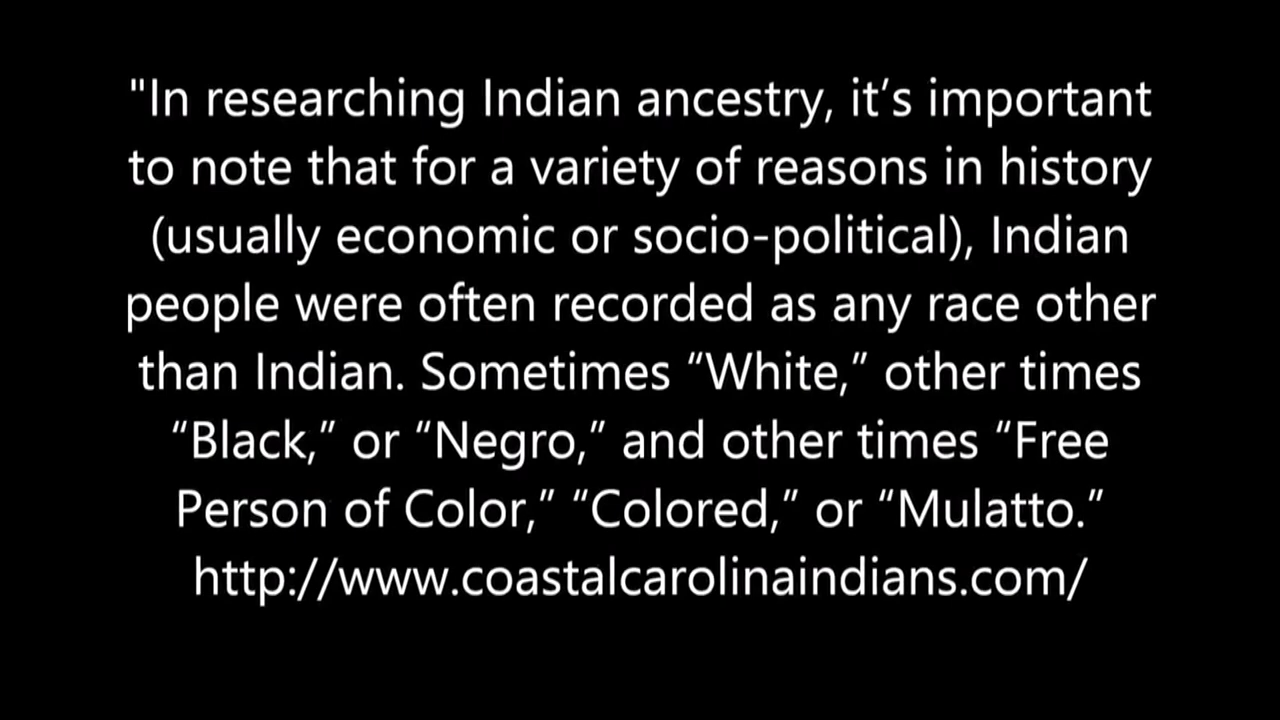 "In researching Indian ancestry, it’s important
to note that for a variety of reasons in history
(usually economic or socio-political), Indian
people were often recorded as any race other
than Indian. Sometimes “White,” other times
“Black,” or “Negro,” and other times “Free
Person of Color,” “Colored,” or “Mulatto.”
http://www.coastalcarolinaindians.com/